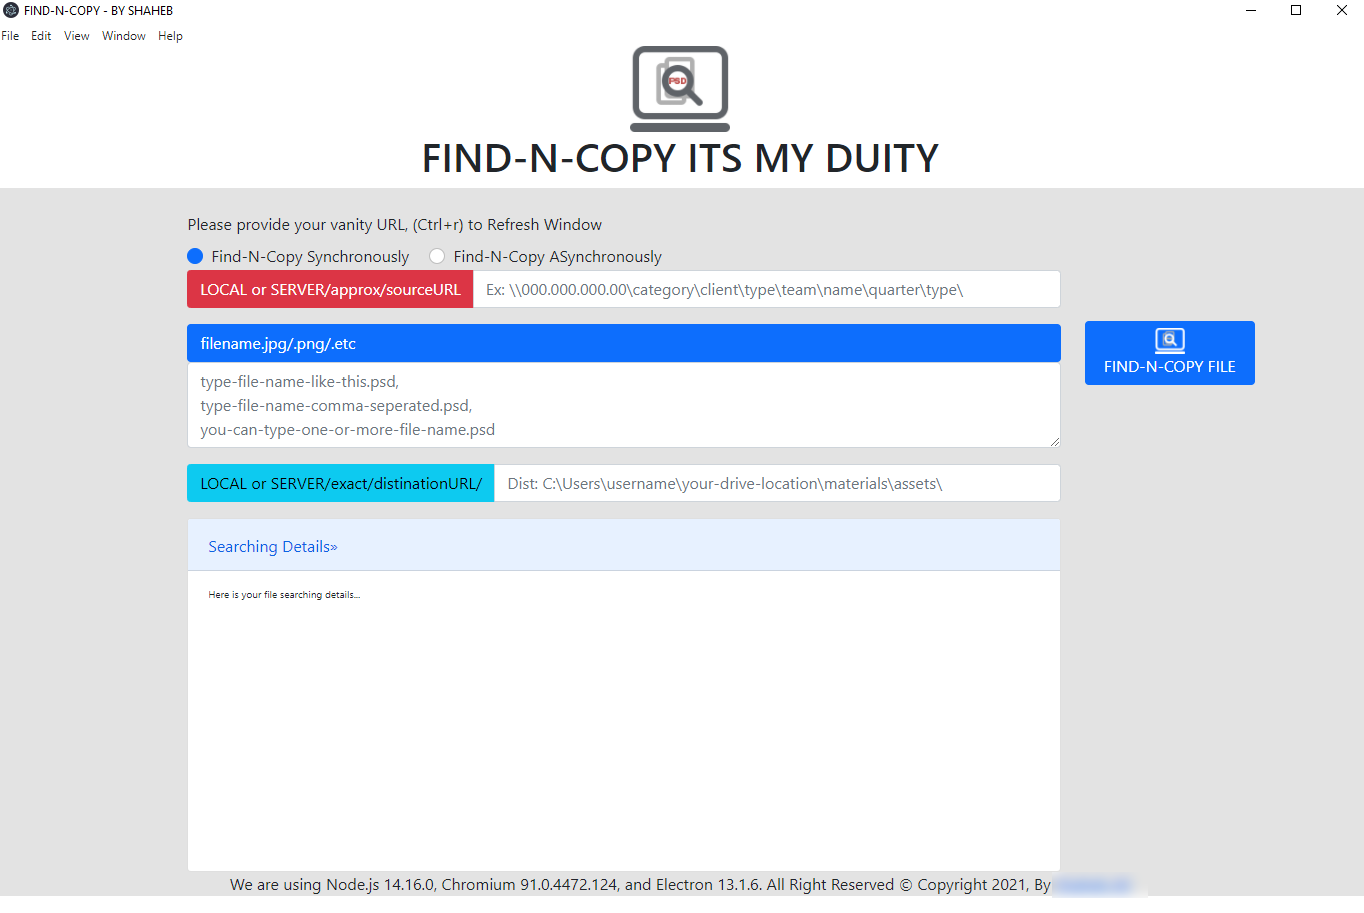 FIND-N-COPY - BY SHAHEB
File Edit View Window Help
PSD
FIND-N-COPY ITS MY DUITY
Please provide your vanity URL, (Ctrl+r) to Refresh Window
Find-N-Copy Synchronously Find-N-Copy ASynchronously
LOCAL or SERVER/approx/sourceURL Ex: \\000.000.000.00\category\client\type\team\name\quarter\type\
filename.jpg/.png/.etc
FIND-N-COPY FILE
type-file-name-like-this.psd,
type-file-name-comma-seperated.psd,
you-can-type-one-or-more-file-name.psd
LOCAL or SERVER/exact/distinationURL/ Dist: C:\Users\username\your-drive-location\materials\assets\
Searching Details»
Here is your file searching details...
We are using Node.js 14.16.0, Chromium 91.0.4472.124, and Electron 13.1.6. All Right Reserved © Copyright 2021, By